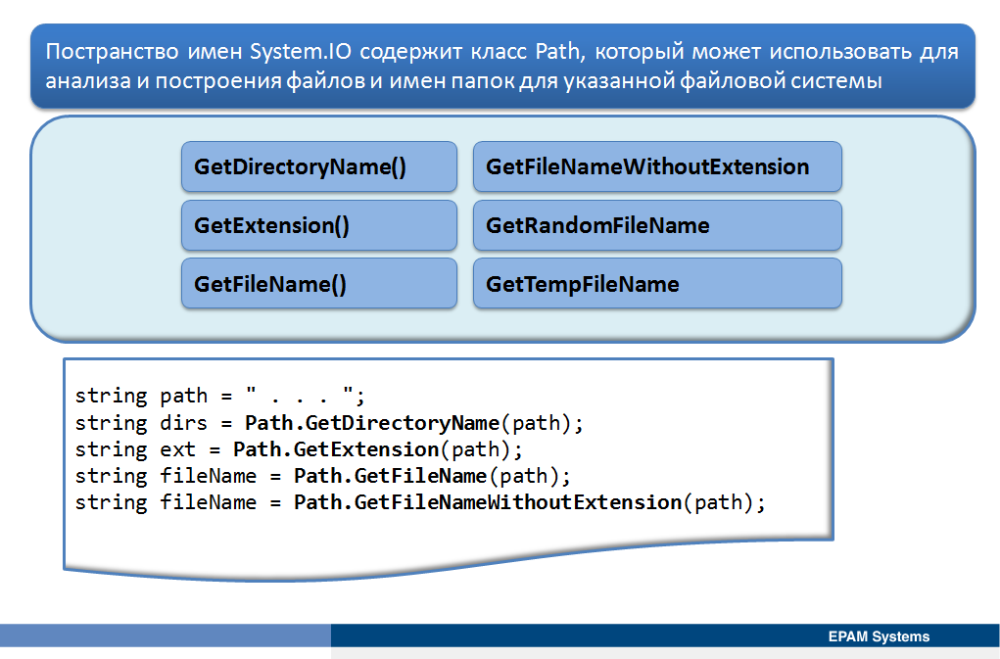 Постранство имен System.IO содержит класс Path, который может использовать для
анализа и построения файлов и имен папок для указанной файловой системы
GetDirectoryName()
GetFileNameWithoutExtension
GetExtension()
GetRandomFileName
GetFileName()
GetTempFileName
string path = " . . . ";
string dirs = Path.GetDirectoryName(path);
string ext = Path.GetExtension(path);
string fileName = Path.GetFileName(path);
string fileName = Path.GetFileNameWithoutExtension(path);
EPAM Systems